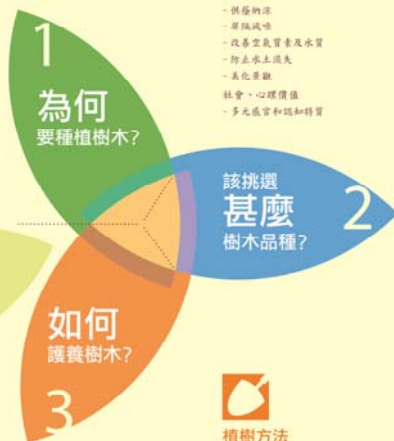 1
為何
要種植樹木?
- 供蔭納涼
- 屏隔減噪
- 改善空氣質素及水質
- 防止水土流失
- 美化景觀
社會、心理價值
- 多元感官和認知特質
該挑選
甚麼
樹木品種?
2
如何
護養樹木?
3
植樹方法